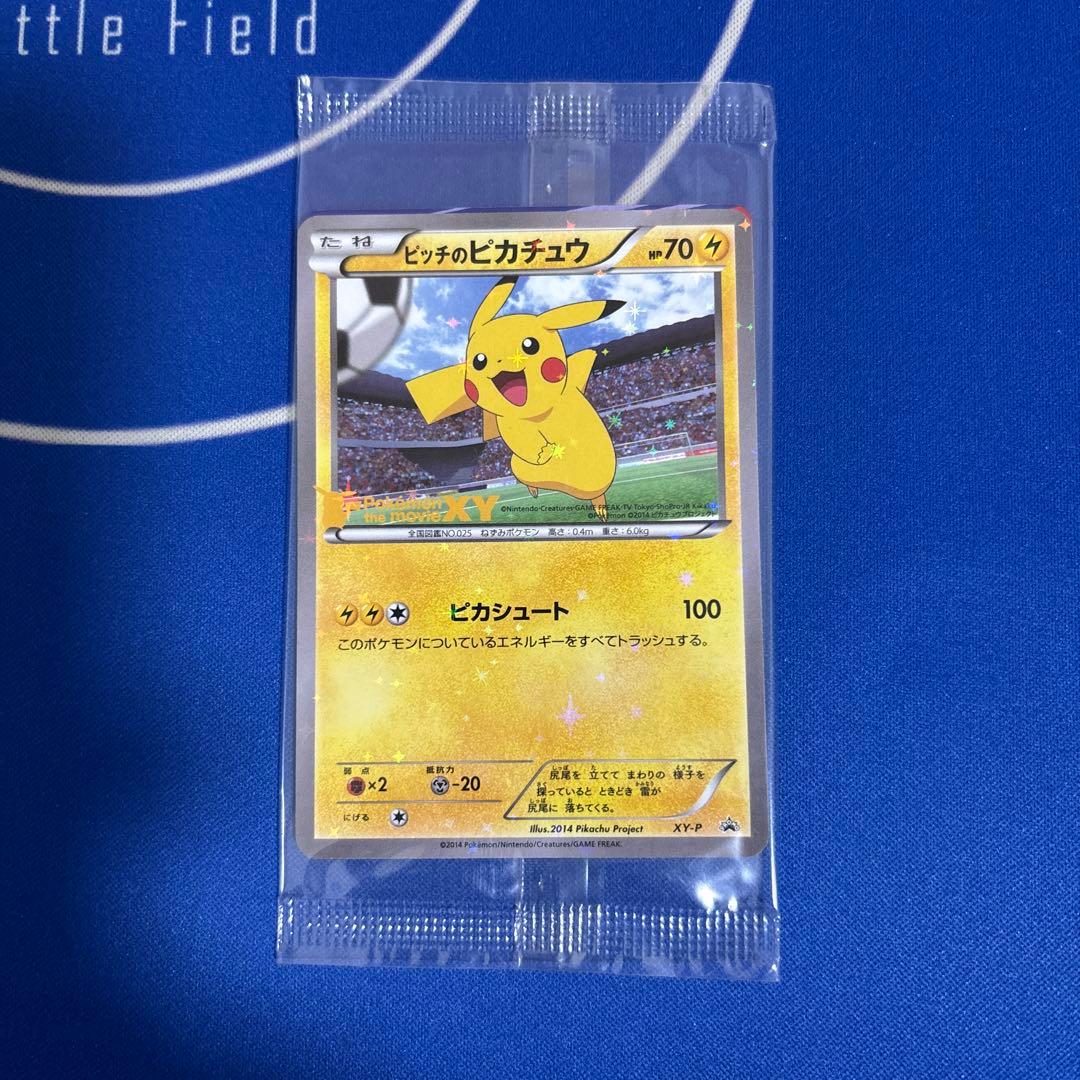 ttle Field
たね
ピッチのピカチュウ
HP70
Pokémon
the movie XY
©Nintendo・Creatures・GAME FREAK・TV Tokyo・ShoPro・JR Kikaku
©Pokémon ©2014 ピカチュウプロジェクト
全国図鑑NO.025 ねずみポケモン 高さ：0.4m 重さ：6.0kg
ピカシュート 100
このポケモンについているエネルギーをすべてトラッシュする。
弱点 抵抗力
×2 -20
にげる
尻尾を 立てて まわりの 様子を
探っていると ときどき 雷が
尻尾に 落ちてくる。
Illus.2014 Pikachu Project XY-P
©2014 Pokémon/Nintendo/Creatures/GAME FREAK.